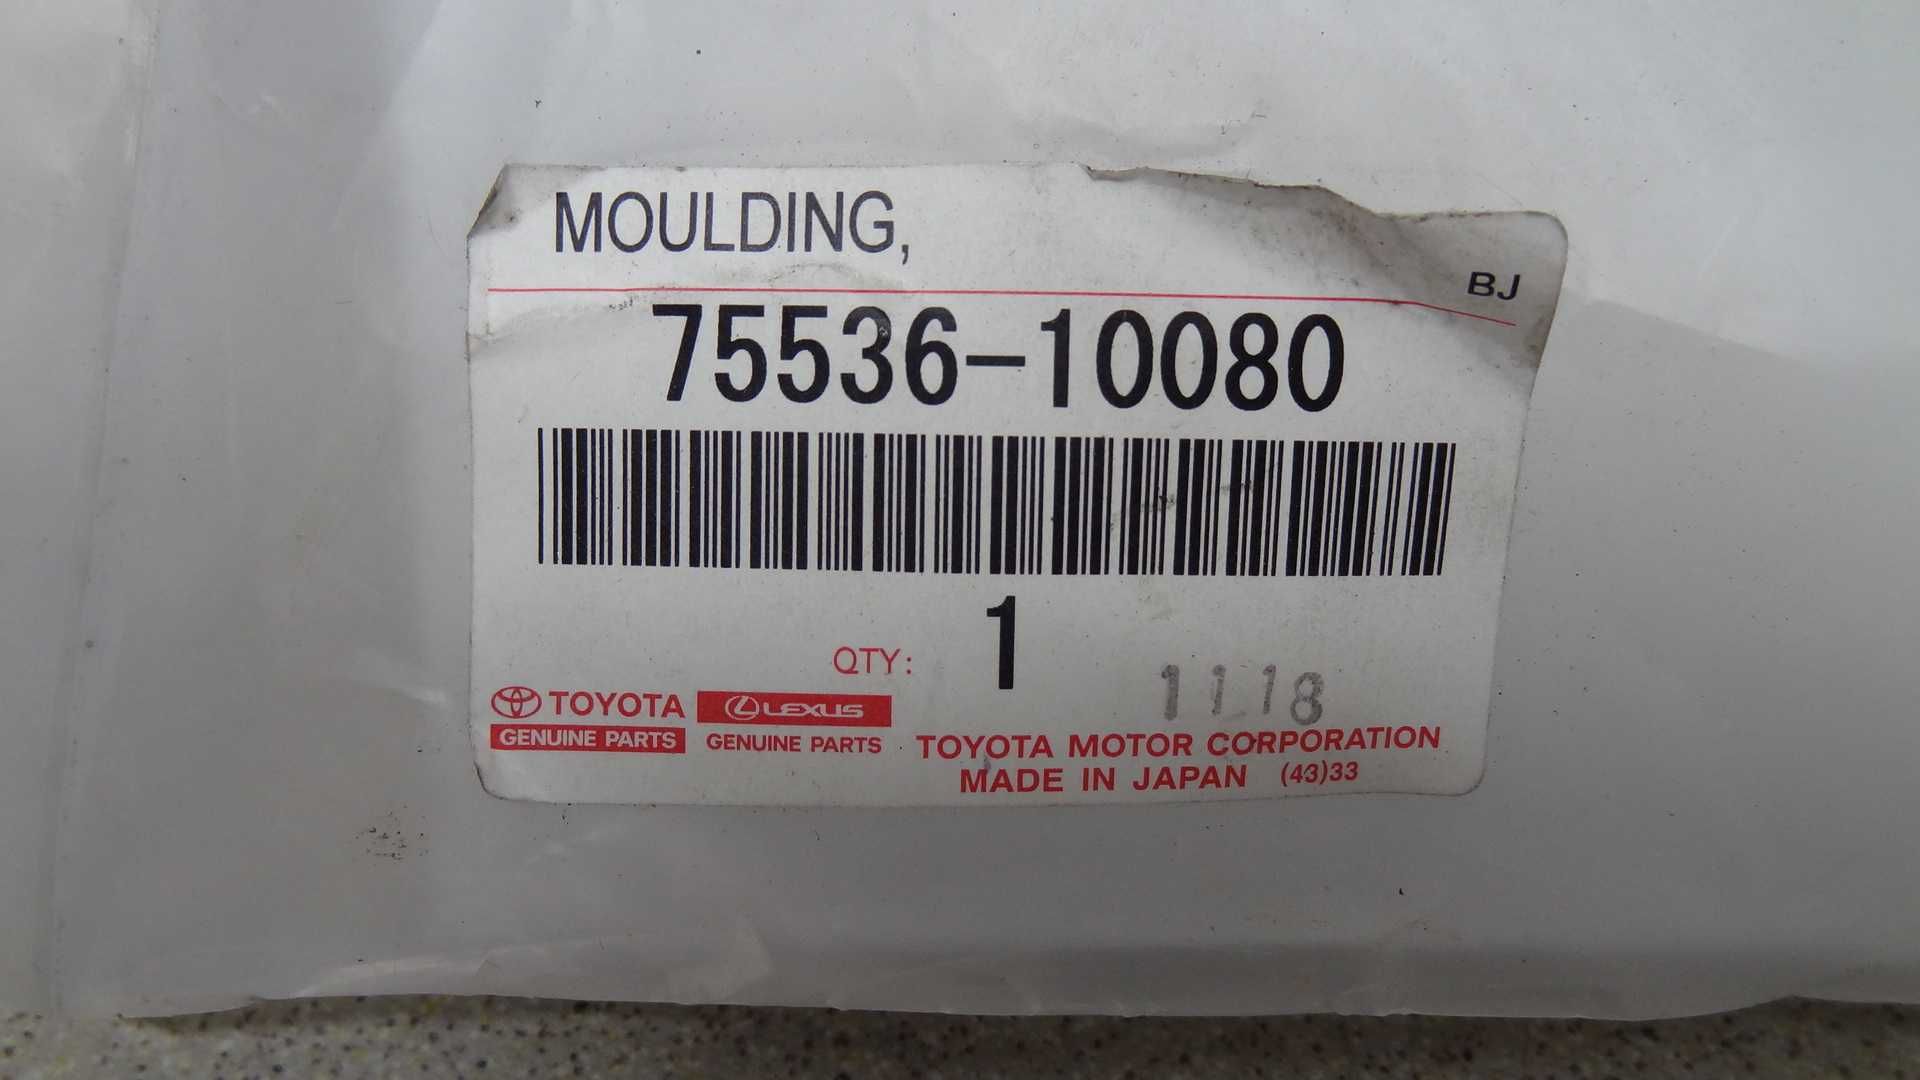 MOULDING,
BJ
75536-10080
QTY: 1
1118
TOYOTA
GENUINE PARTS
LEXUS
GENUINE PARTS
TOYOTA MOTOR CORPORATION
MADE IN JAPAN (43)33